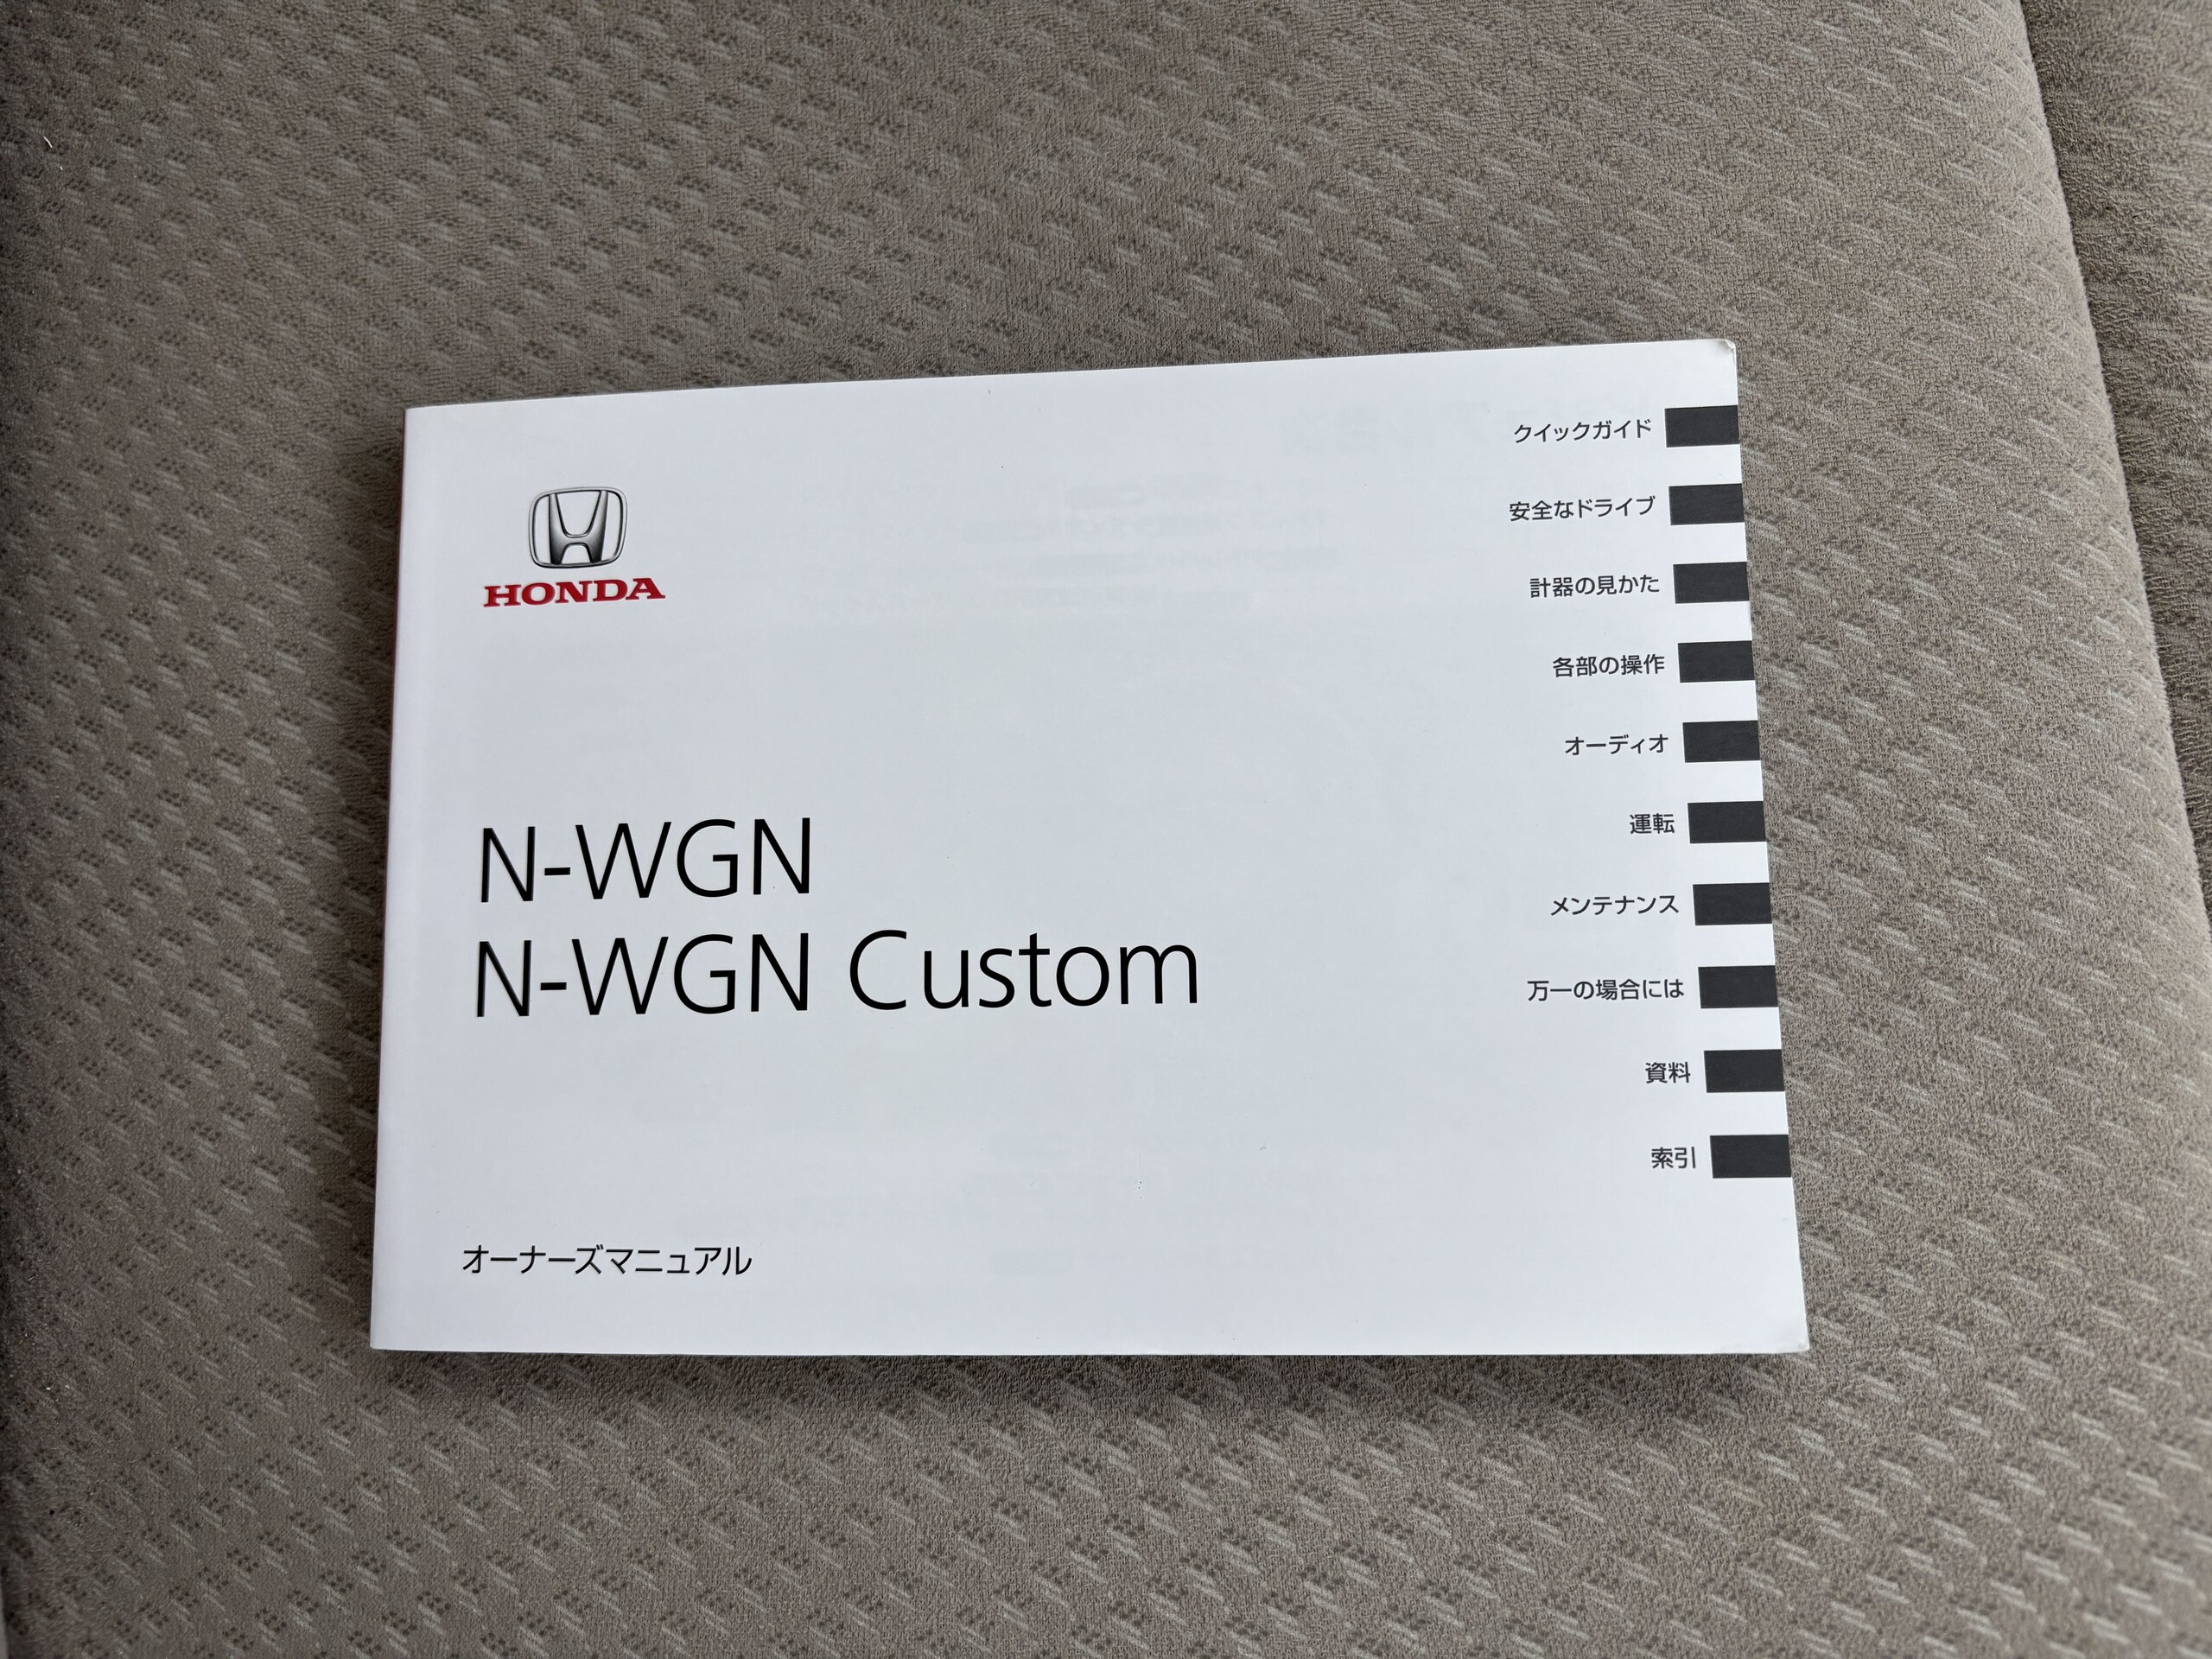 HONDA
N-WGN
N-WGN Custom
オーナーズマニュアル
クイックガイド
安全なドライブ
計器の見かた
各部の操作
オーディオ
運転
メンテナンス
万一の場合には
資料
索引